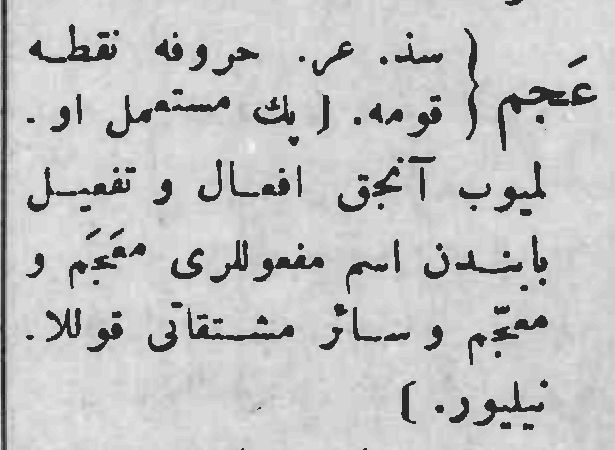 عَجم { سذ. عر. حروفه نقطه
قومه. [ پك مستعمل او.
لميوب آنجق افعال و تفعيل
بابندن اسم مفعوللرى معَجَم و
معجّم و سائر مشتقاتى قوللا.
نيليور. ]